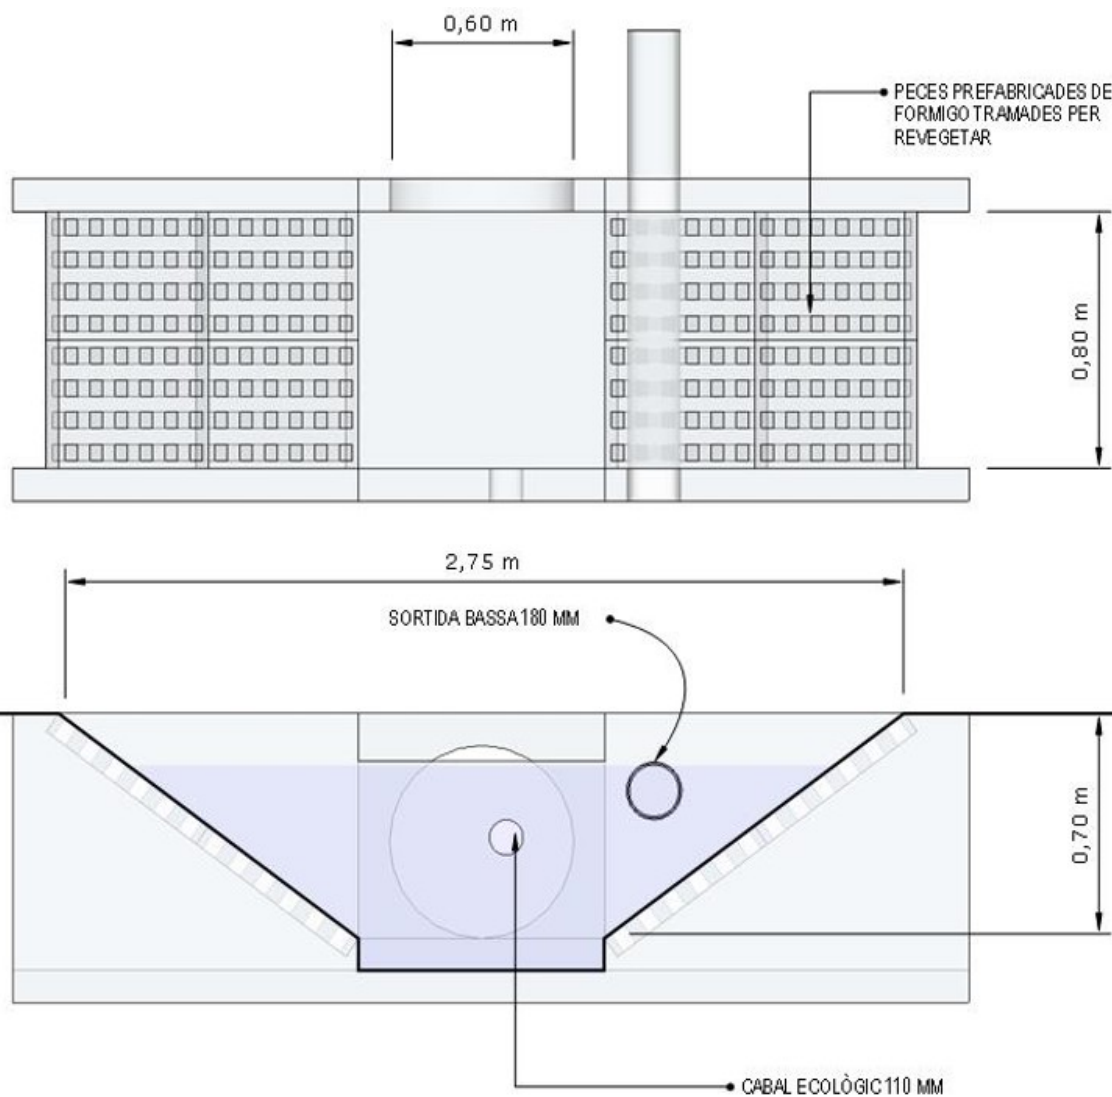 0,60 m
PECES PREFABRICADES DE
FORMIGO TRAMADES PER
REVEGETAR
0,80 m
2,75 m
SORTIDA BASSA 180 MM
0,70 m
CABAL ECOLÒGIC 110 MM